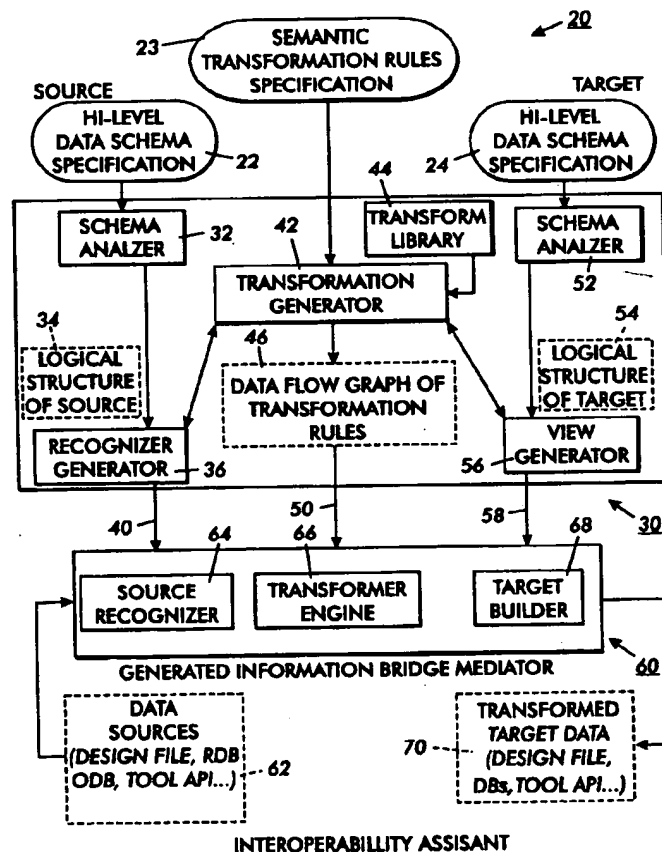 20
23
SEMANTIC
TRANSFORMATION RULES
SPECIFICATION
SOURCE
TARGET
HI-LEVEL
DATA SCHEMA
SPECIFICATION
22
HI-LEVEL
DATA SCHEMA
SPECIFICATION
24
44
TRANSFORM
LIBRARY
SCHEMA
ANALZER
32
42
SCHEMA
ANALZER
52
TRANSFORMATION
GENERATOR
34
LOGICAL
STRUCTURE
OF SOURCE
46
DATA FLOW GRAPH OF
TRANSFORMATION
RULES
54
LOGICAL
STRUCTURE
OF TARGET
RECOGNIZER
GENERATOR
36
VIEW
GENERATOR
56
40
50
58
30
64
SOURCE
RECOGNIZER
66
TRANSFORMER
ENGINE
68
TARGET
BUILDER
GENERATED INFORMATION BRIDGE MEDIATOR
60
DATA
SOURCES
(DESIGN FILE, RDB
ODB, TOOL API...)
62
70
TRANSFORMED
TARGET DATA
(DESIGN FILE,
DBs, TOOL API...)
INTEROPERABILLITY ASSISANT